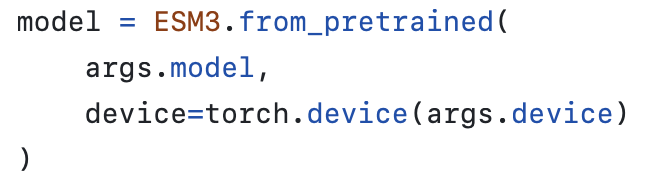 model = ESM3.from_pretrained(
    args.model,
    device=torch.device(args.device)
)